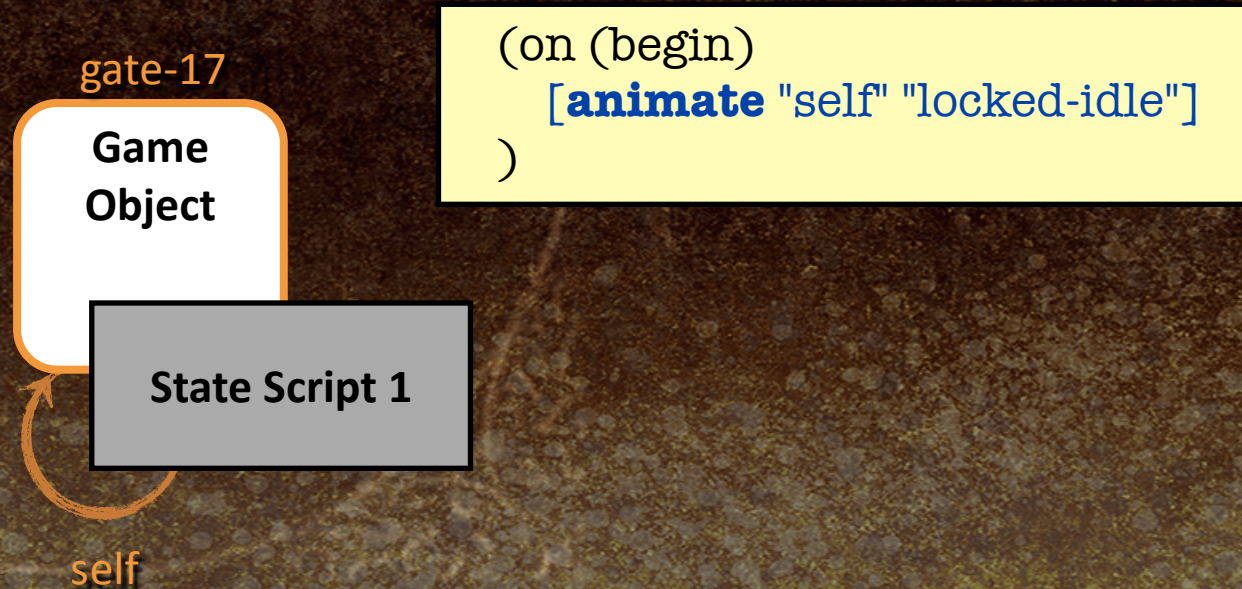 gate-17
Game
Object
State Script 1
self
(on (begin)
[animate "self" "locked-idle"]
)